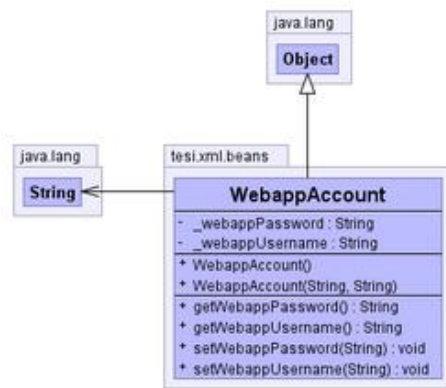 java.lang
Object
java.lang
String
tesi.xml.beans
WebappAccount
- _webappPassword : String
- _webappUsername : String
+ WebappAccount()
+ WebappAccount(String, String)
+ getWebappPassword() : String
+ getWebappUsername() : String
+ setWebappPassword(String) : void
+ setWebappUsername(String) : void